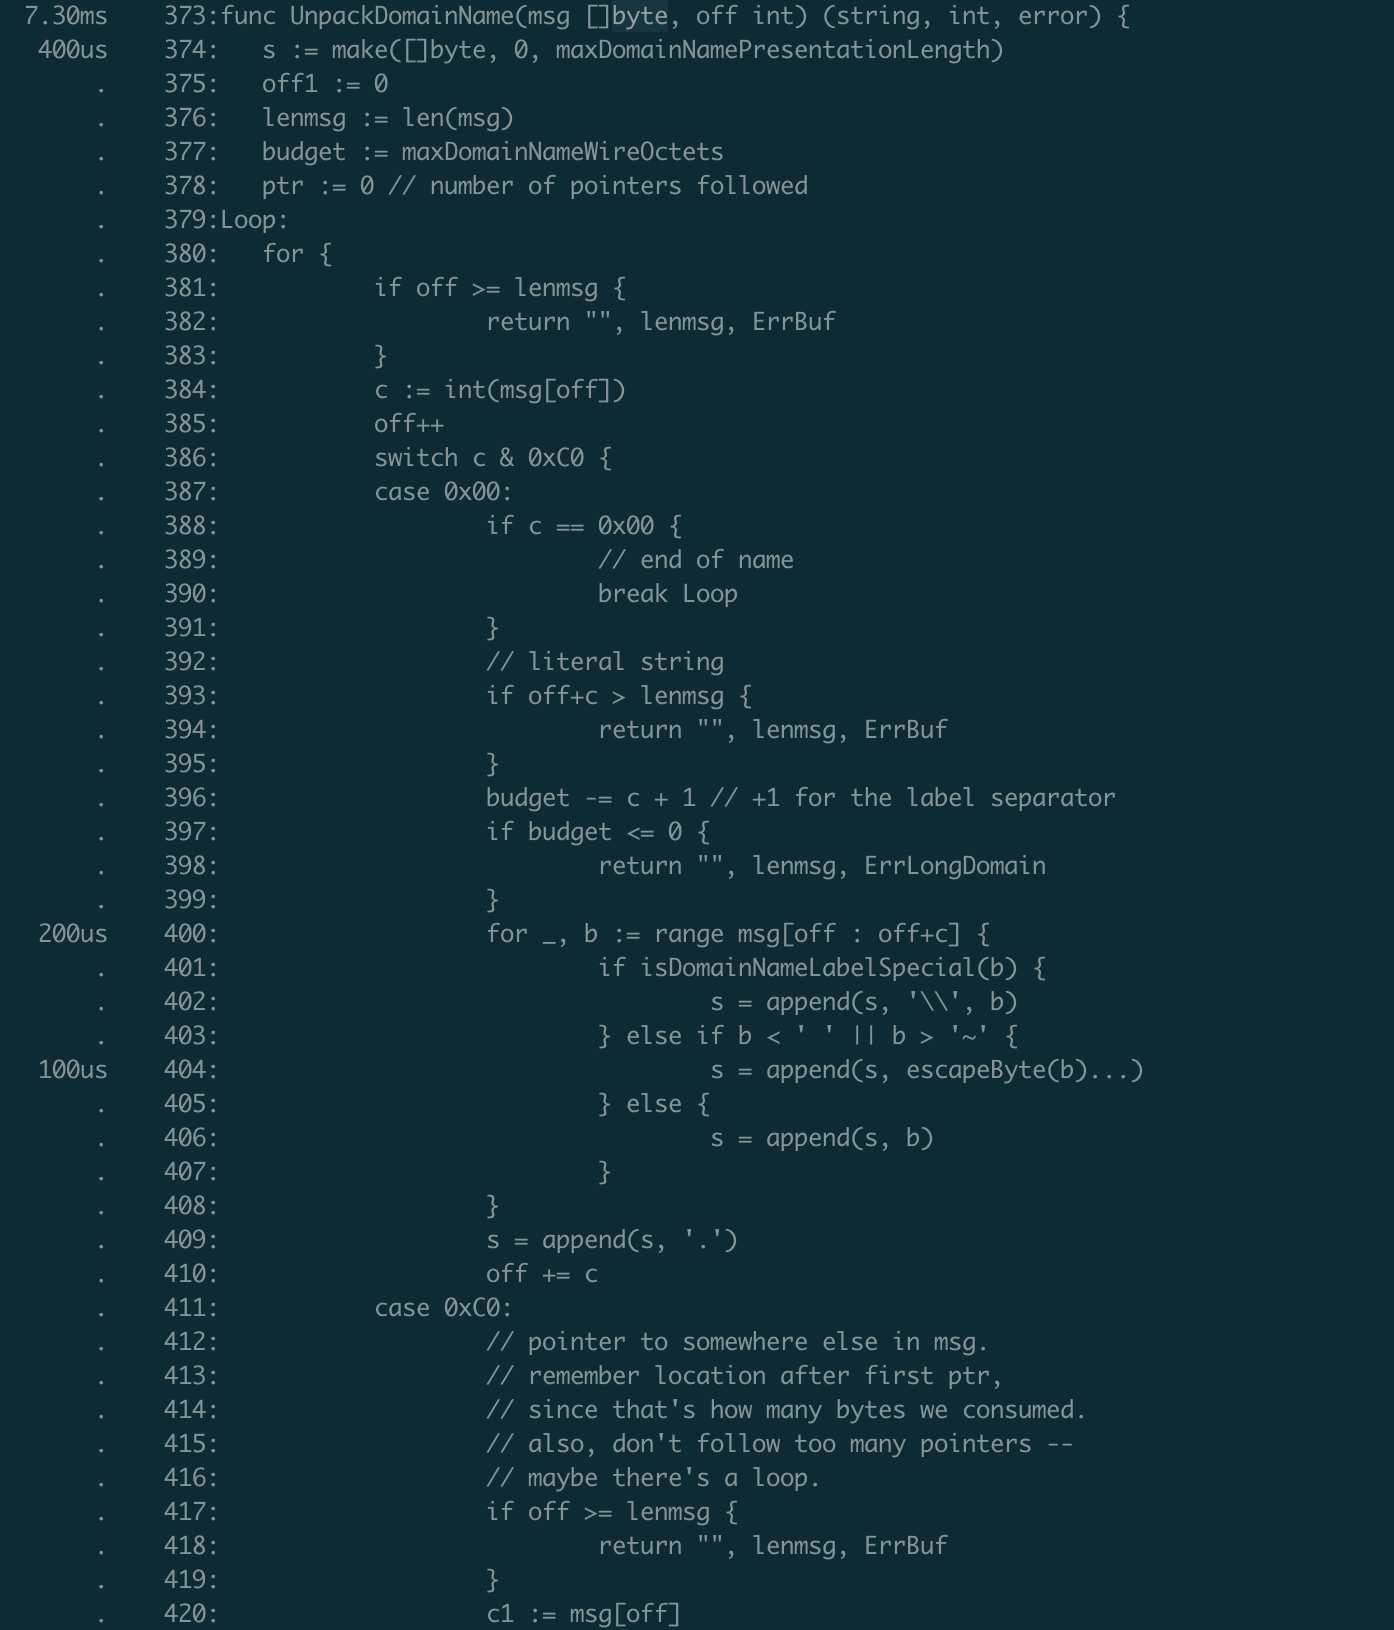 7.30ms 373:func UnpackDomainName(msg []byte, off int) (string, int, error) {
400us 374: s := make([]byte, 0, maxDomainNamePresentationLength)
. 375: off1 := 0
. 376: lenmsg := len(msg)
. 377: budget := maxDomainNameWireOctets
. 378: ptr := 0 // number of pointers followed
. 379:Loop:
. 380: for {
. 381: if off >= lenmsg {
. 382: return "", lenmsg, ErrBuf
. 383: }
. 384: c := int(msg[off])
. 385: off++
. 386: switch c & 0xC0 {
. 387: case 0x00:
. 388: if c == 0x00 {
. 389: // end of name
. 390: break Loop
. 391: }
. 392: // literal string
. 393: if off+c > lenmsg {
. 394: return "", lenmsg, ErrBuf
. 395: }
. 396: budget -= c + 1 // +1 for the label separator
. 397: if budget <= 0 {
. 398: return "", lenmsg, ErrLongDomain
. 399: }
200us 400: for _, b := range msg[off : off+c] {
. 401: if isDomainNameLabelSpecial(b) {
. 402: s = append(s, '\\', b)
. 403: } else if b < ' ' || b > '~' {
100us 404: s = append(s, escapeByte(b)...)
. 405: } else {
. 406: s = append(s, b)
. 407: }
. 408: }
. 409: s = append(s, '.')
. 410: off += c
. 411: case 0xC0:
. 412: // pointer to somewhere else in msg.
. 413: // remember location after first ptr,
. 414: // since that's how many bytes we consumed.
. 415: // also, don't follow too many pointers --
. 416: // maybe there's a loop.
. 417: if off >= lenmsg {
. 418: return "", lenmsg, ErrBuf
. 419: }
. 420: c1 := msg[off]